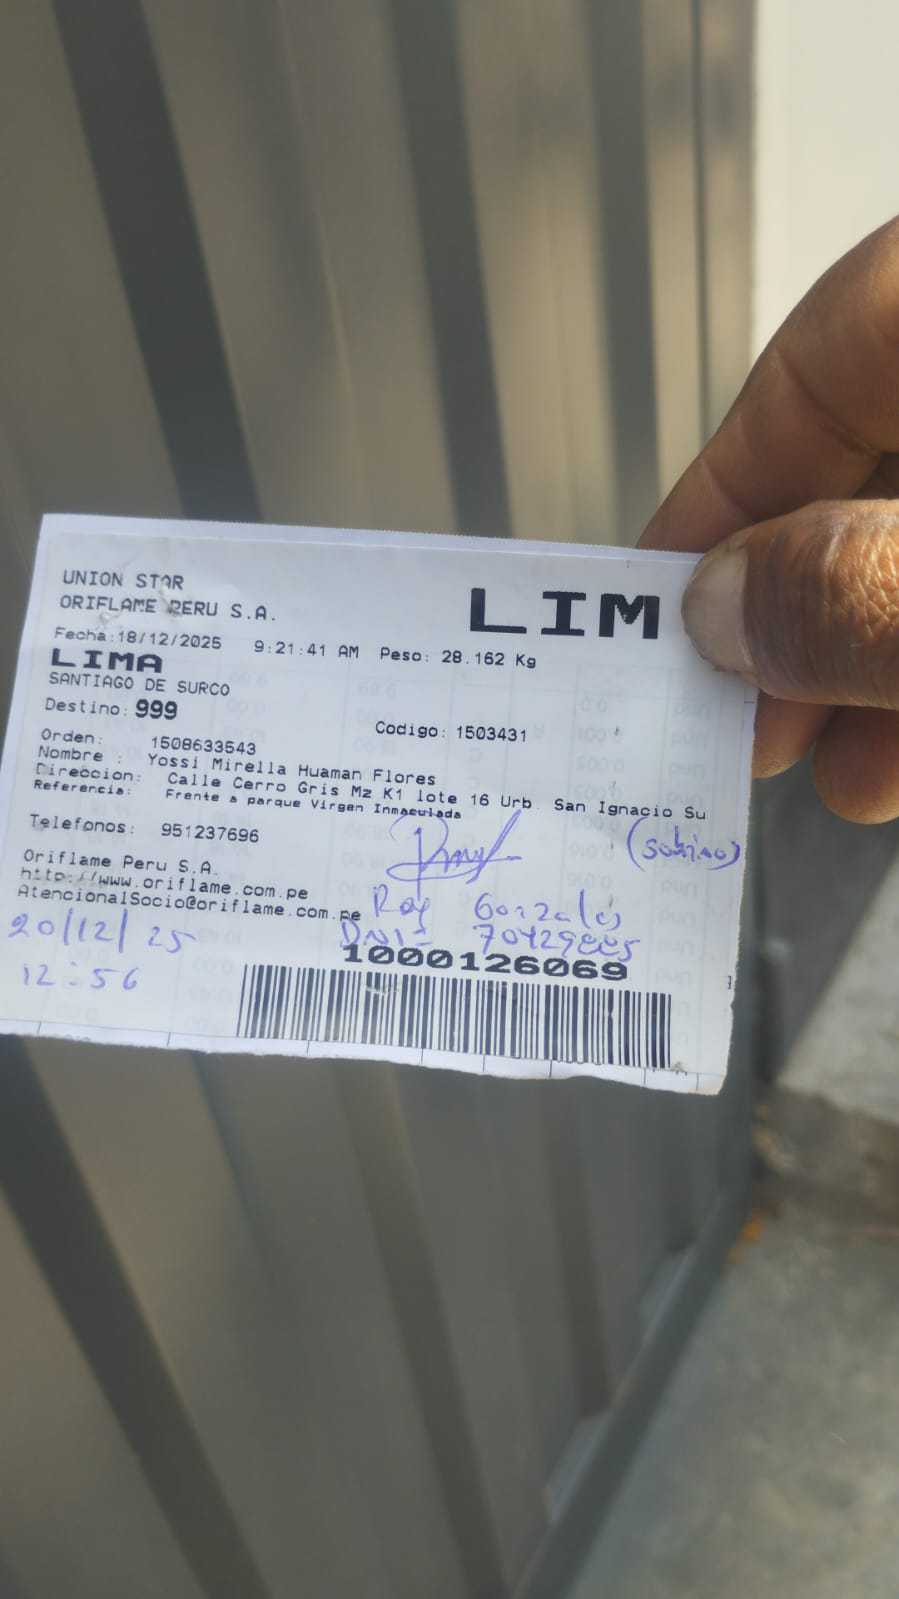 UNION STAR
ORIFLAME PERU S.A.
LIM
Fecha:18/12/2025 9:21:41 AM Peso: 28.162 Kg
LIMA
SANTIAGO DE SURCO
Destino: 999
Codigo: 1503431
Orden: 1508633543
Nombre : Yossi Mirella Huaman Flores
Direccion: Calle Cerro Gris Mz K1 lote 16 Urb. San Ignacio Su
Referencia: Frente a parque Virgen Inmaculada
Telefonos: 951237696
(Sobrino)
Oriflame Peru S.A.
http://www.oriflame.com.pe
AtencionalSocio@oriflame.com.pe
Roy Gonzales
20/12/25
DNI= 70429885
12:56
1000126069